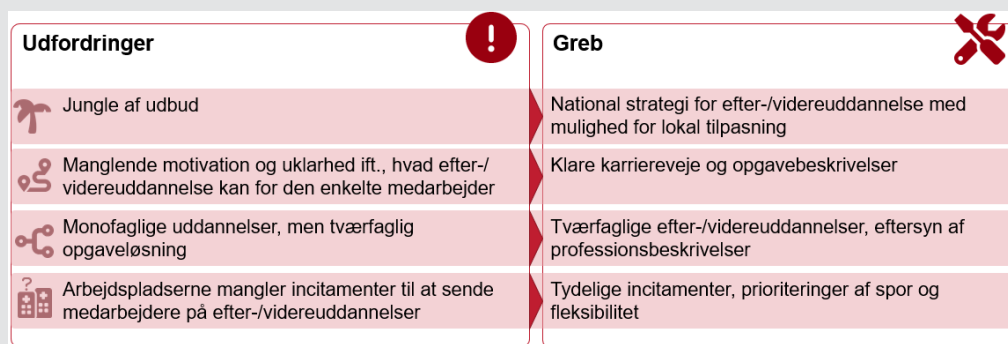 Udfordringer
!
Greb
Jungle af udbud
National strategi for efter-/videreuddannelse med
mulighed for lokal tilpasning
Manglende motivation og uklarhed ift., hvad efter-/
videreuddannelse kan for den enkelte medarbejder
Klare karriereveje og opgavebeskrivelser
Monofaglige uddannelser, men tværfaglig
opgaveløsning
Tværfaglige efter-/videreuddannelser, eftersyn af
professionsbeskrivelser
?
Arbejdspladserne mangler incitamenter til at sende
medarbejdere på efter-/videreuddannelser
Tydelige incitamenter, prioriteringer af spor og
fleksibilitet